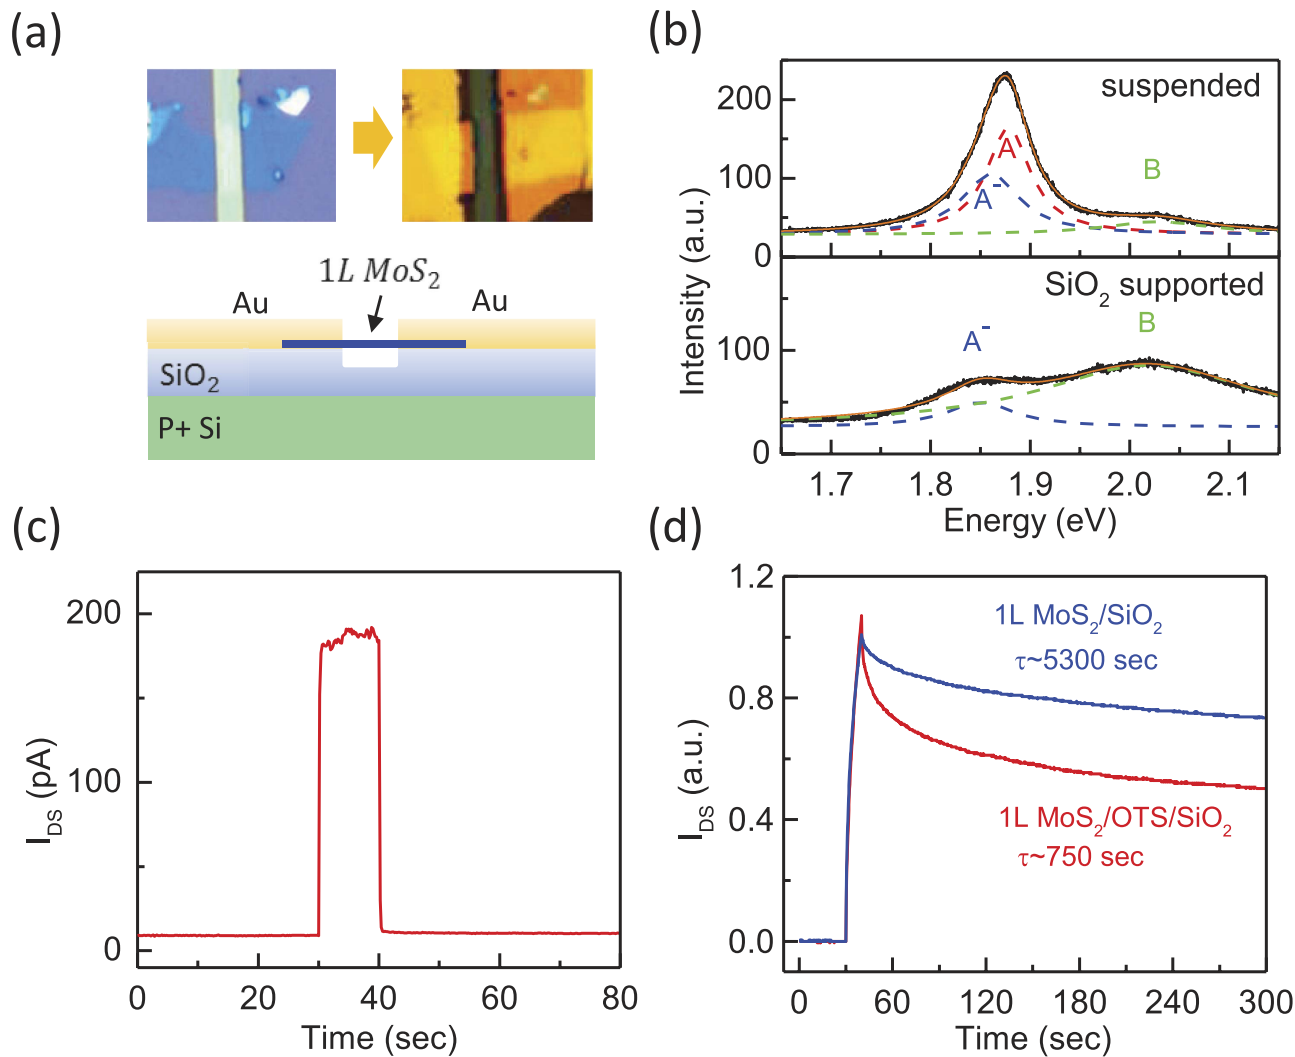 (a)
1L MoS₂
Au Au
SiO₂
P+ Si
(b)
200
100
0
100
0
suspended
A
A⁻
B
SiO₂ supported
A⁻
B
Intensity (a.u.)
1.7 1.8 1.9 2.0 2.1
Energy (eV)
(c)
200
100
0
I_DS (pA)
0 20 40 60 80
Time (sec)
(d)
1.2
0.8
0.4
0.0
I_DS (a.u.)
1L MoS₂/SiO₂
τ~5300 sec
1L MoS₂/OTS/SiO₂
τ~750 sec
0 60 120 180 240 300
Time (sec)